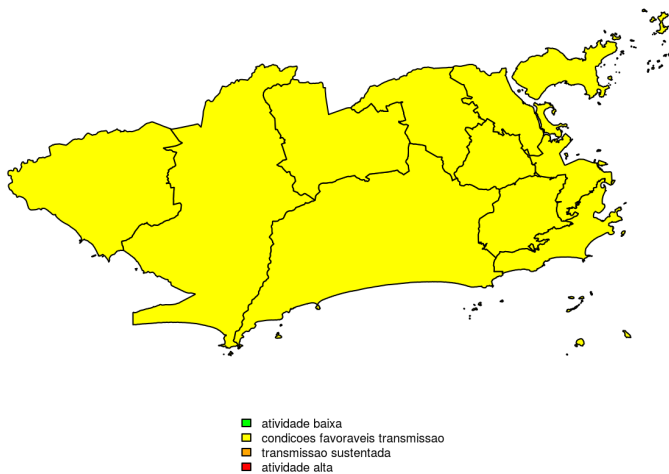 atividade baixa
condicoes favoraveis transmissao
transmissao sustentada
atividade alta